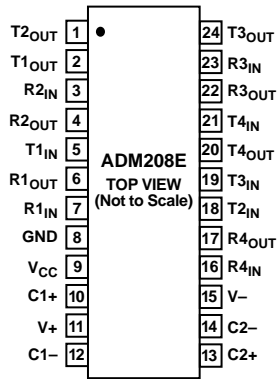 T2OUT 1 24 T3OUT
T1OUT 2 23 R3IN
R2IN 3 22 R3OUT
R2OUT 4 21 T4IN
T1IN 5 20 T4OUT
R1OUT 6 19 T3IN
R1IN 7 18 T2IN
GND 8 17 R4OUT
VCC 9 16 R4IN
C1+ 10 15 V–
V+ 11 14 C2–
C1– 12 13 C2+
ADM208E
TOP VIEW
(Not to Scale)